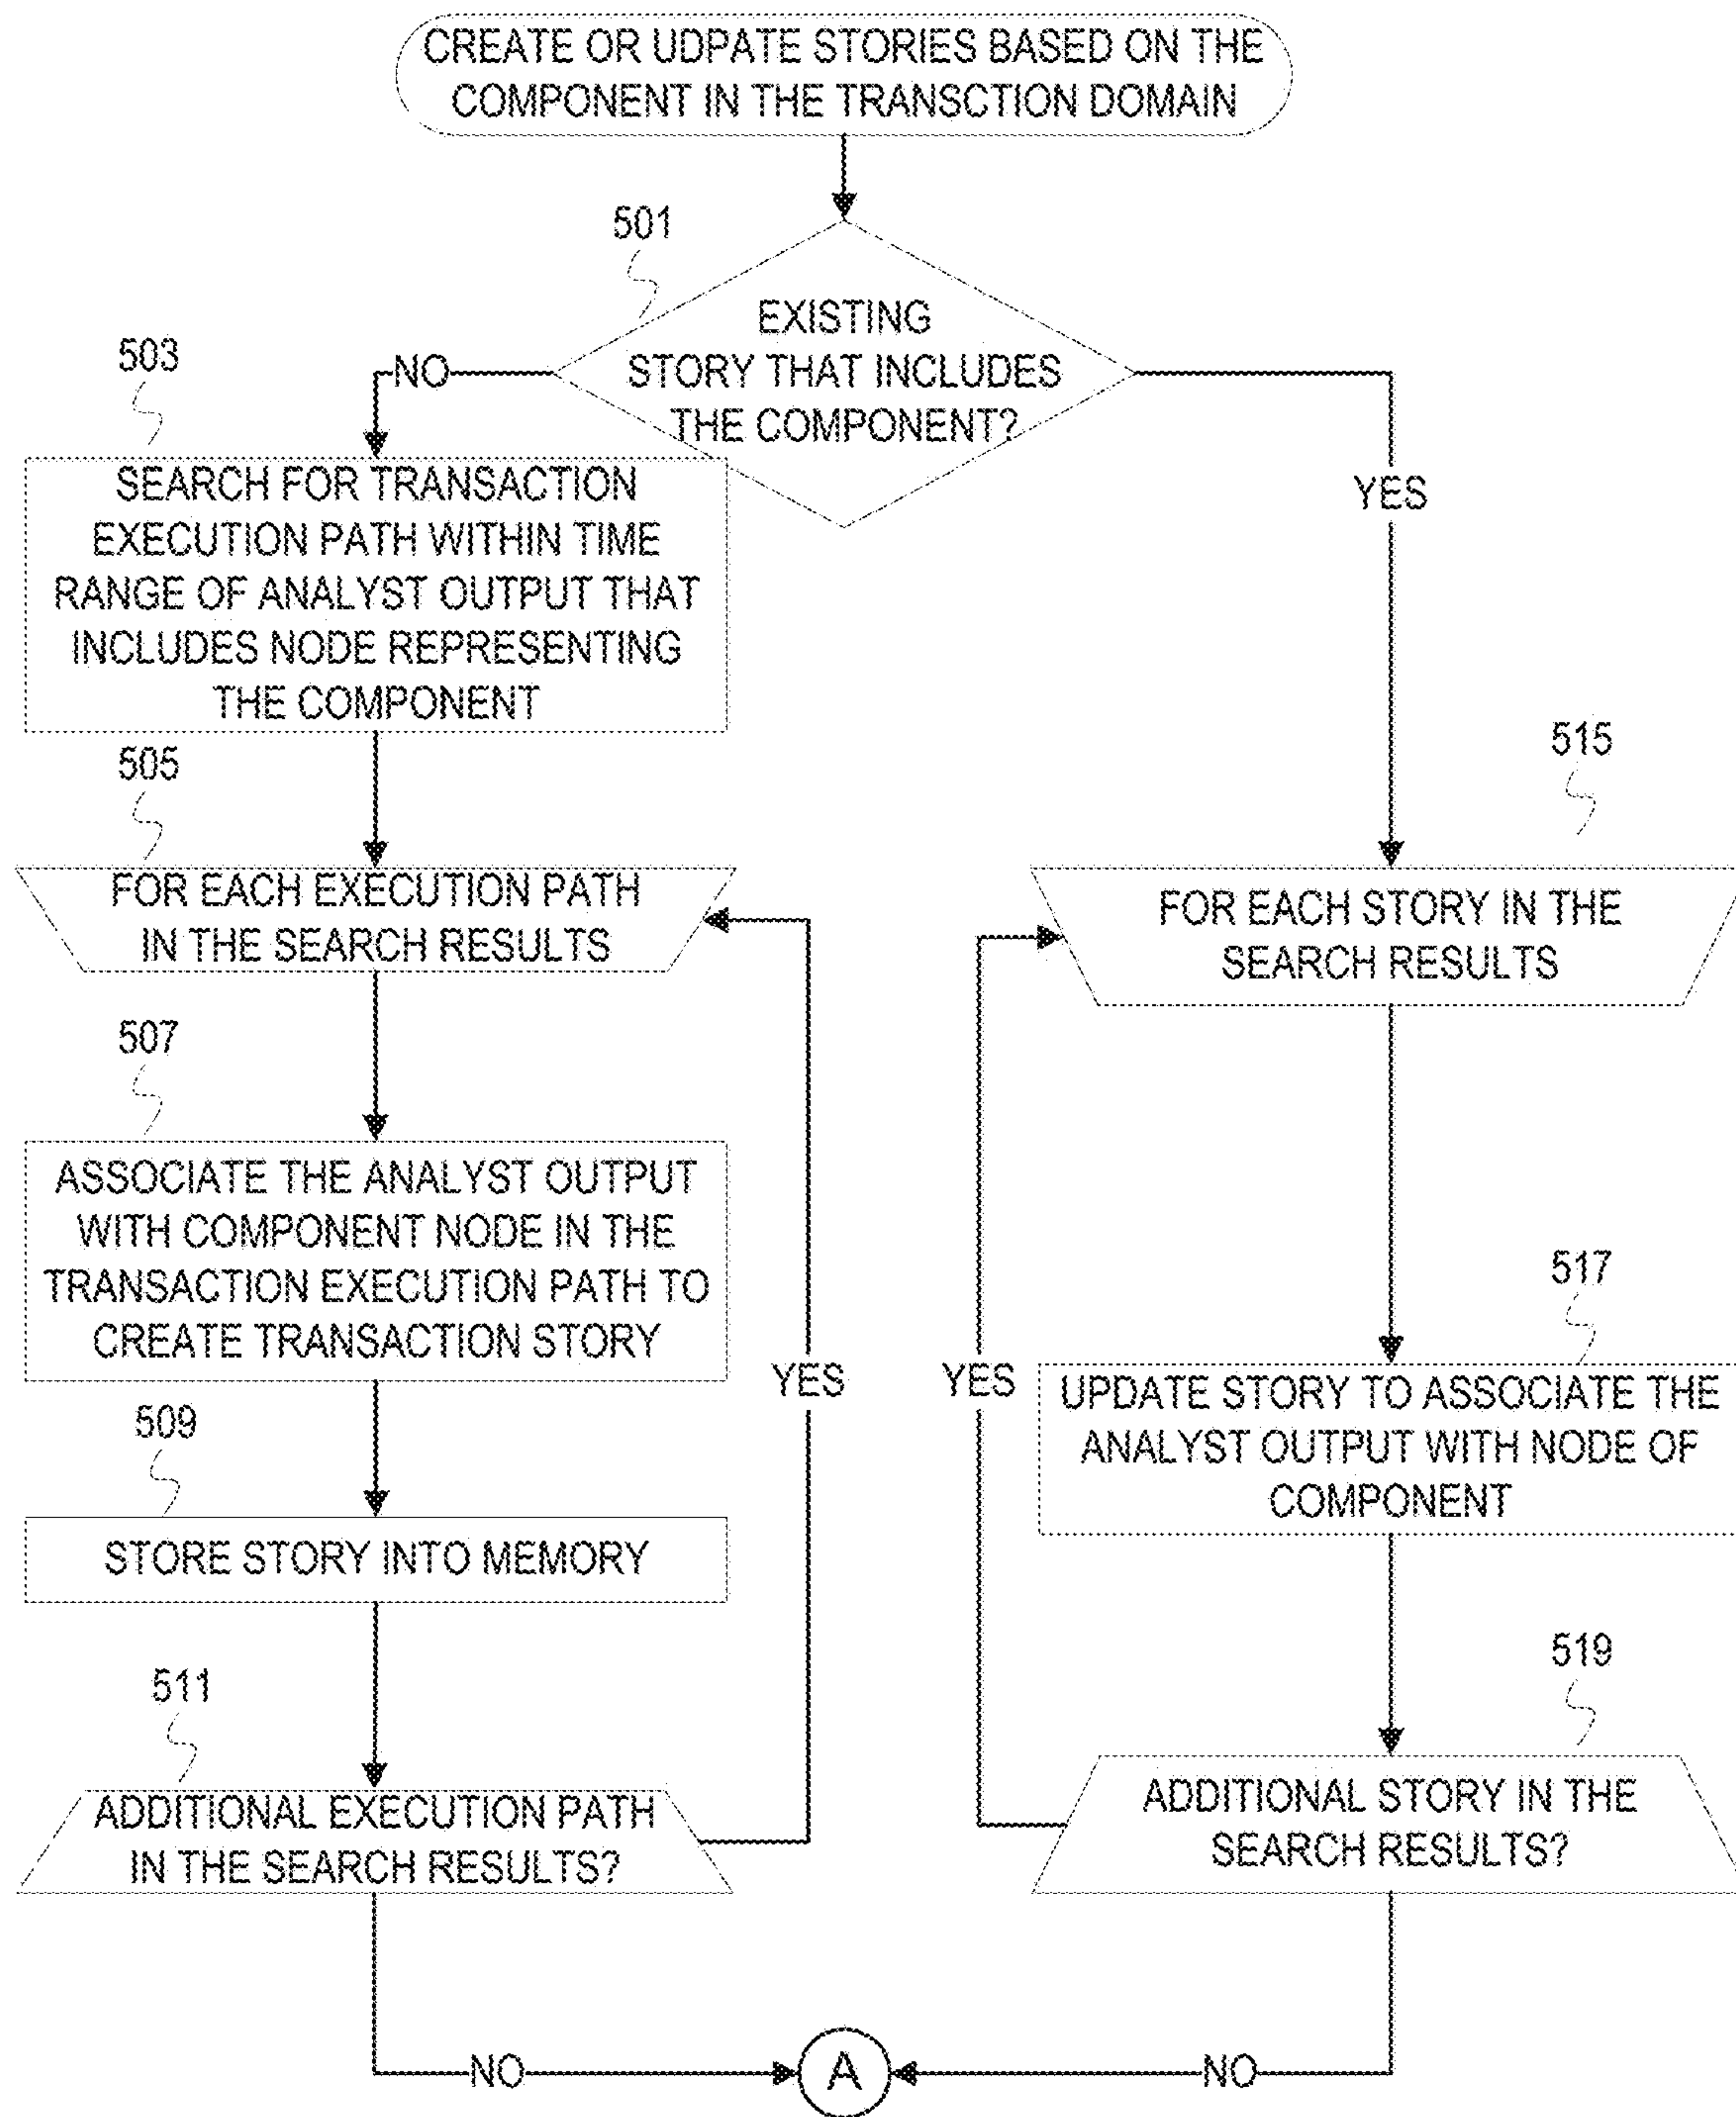 CREATE OR UDPATE STORIES BASED ON THE
COMPONENT IN THE TRANSCTION DOMAIN
501
EXISTING
STORY THAT INCLUDES
THE COMPONENT?
NO
YES
503
SEARCH FOR TRANSACTION
EXECUTION PATH WITHIN TIME
RANGE OF ANALYST OUTPUT THAT
INCLUDES NODE REPRESENTING
THE COMPONENT
505
FOR EACH EXECUTION PATH
IN THE SEARCH RESULTS
507
ASSOCIATE THE ANALYST OUTPUT
WITH COMPONENT NODE IN THE
TRANSACTION EXECUTION PATH TO
CREATE TRANSACTION STORY
509
STORE STORY INTO MEMORY
511
ADDITIONAL EXECUTION PATH
IN THE SEARCH RESULTS?
YES
NO
515
FOR EACH STORY IN THE
SEARCH RESULTS
517
UPDATE STORY TO ASSOCIATE THE
ANALYST OUTPUT WITH NODE OF
COMPONENT
519
ADDITIONAL STORY IN THE
SEARCH RESULTS?
YES
NO
A